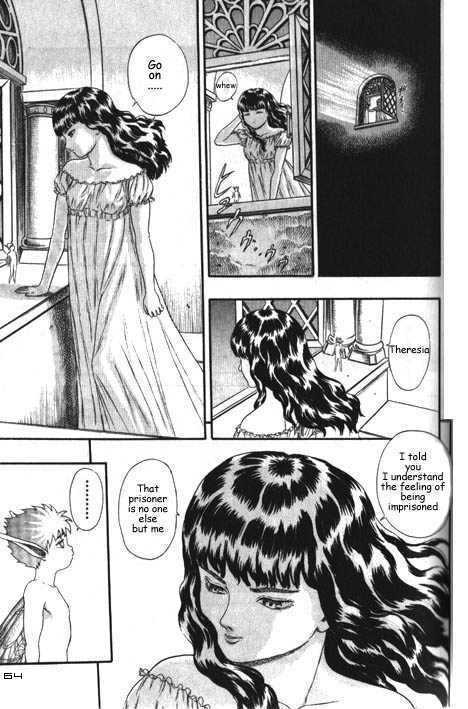 whew
Go
on
.....
Theresia
I told
you
I understand
the feeling of
being
imprisoned
That
prisoner
is no one
else
but me
........
64